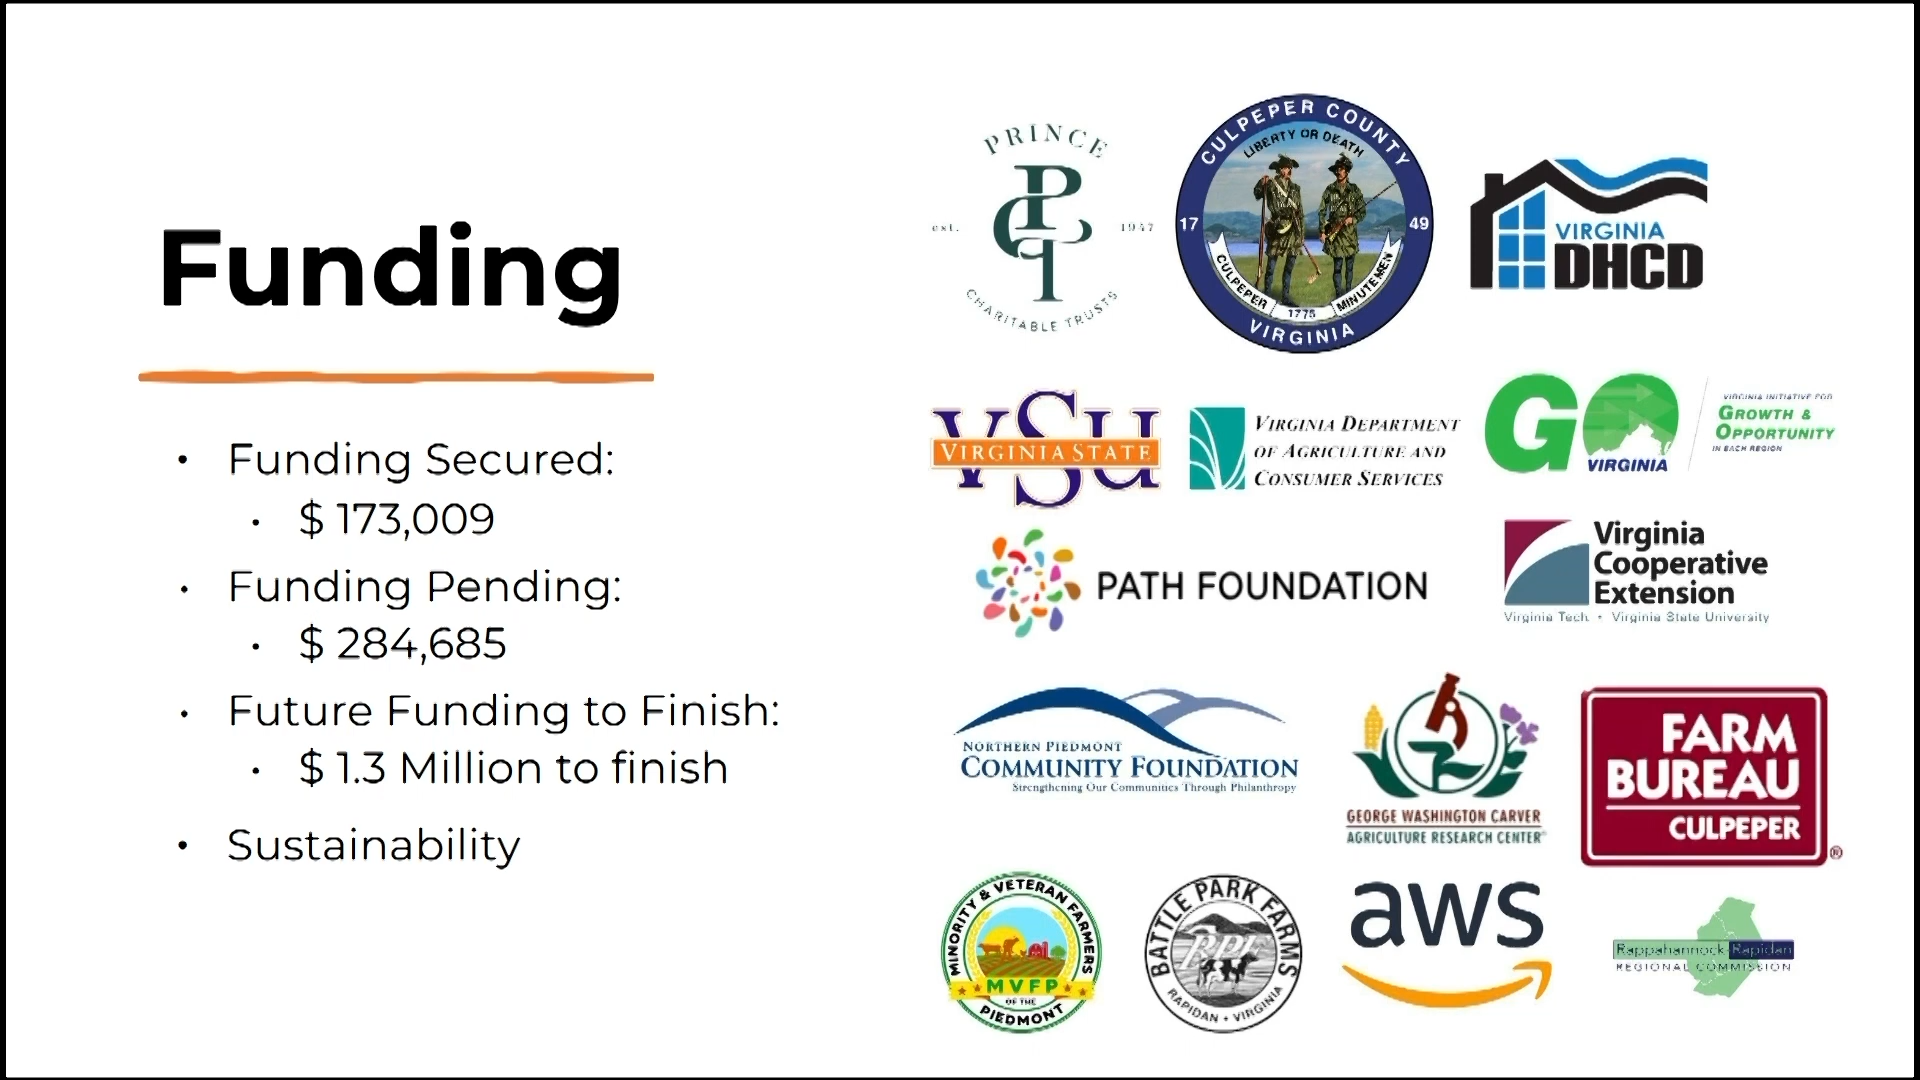 Funding
• Funding Secured:
• $ 173,009
• Funding Pending:
• $ 284,685
• Future Funding to Finish:
• $ 1.3 Million to finish
• Sustainability
PRINCE
PCT
est. 1947
CHARITABLE TRUSTS
CULPEPER COUNTY
LIBERTY OR DEATH
17 49
CULPEPER MINUTEMEN
1775
VIRGINIA
VIRGINIA
DHCD
VSU
VIRGINIA STATE
VIRGINIA DEPARTMENT
OF AGRICULTURE AND
CONSUMER SERVICES
GO
VIRGINIA
VIRGINIA INITIATIVE FOR
GROWTH &
OPPORTUNITY
IN EACH REGION
PATH FOUNDATION
Virginia
Cooperative
Extension
Virginia Tech • Virginia State University
NORTHERN PIEDMONT
COMMUNITY FOUNDATION
Strengthening Our Communities Through Philanthropy
GEORGE WASHINGTON CARVER
AGRICULTURE RESEARCH CENTER
FARM
BUREAU
CULPEPER
®
MINORITY & VETERAN FARMERS
MVFP
OF THE
PIEDMONT
BATTLE PARK FARMS
RAPIDAN • VIRGINIA
aws
Rappahannock Rapidan
REGIONAL COMMISSION